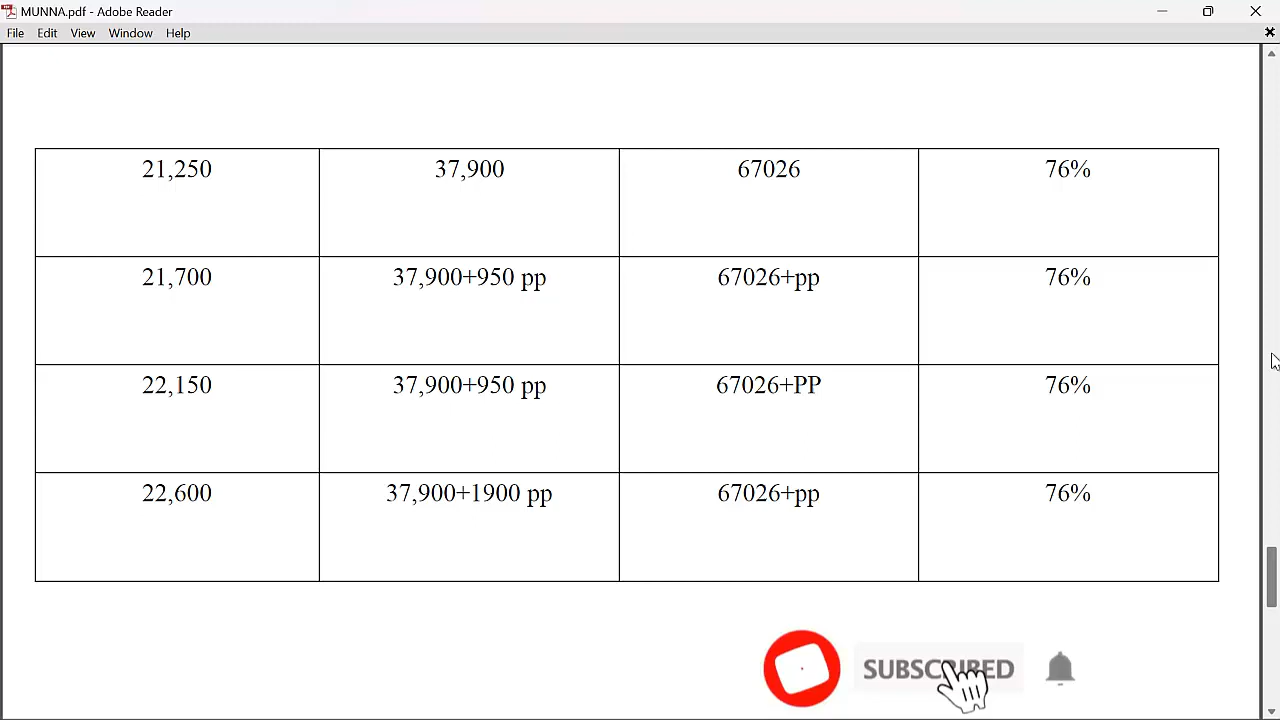 MUNNA.pdf - Adobe Reader
File Edit View Window Help
21,250 37,900 67026 76%
21,700 37,900+950 pp 67026+pp 76%
22,150 37,900+950 pp 67026+PP 76%
22,600 37,900+1900 pp 67026+pp 76%
SUBSCRIBED